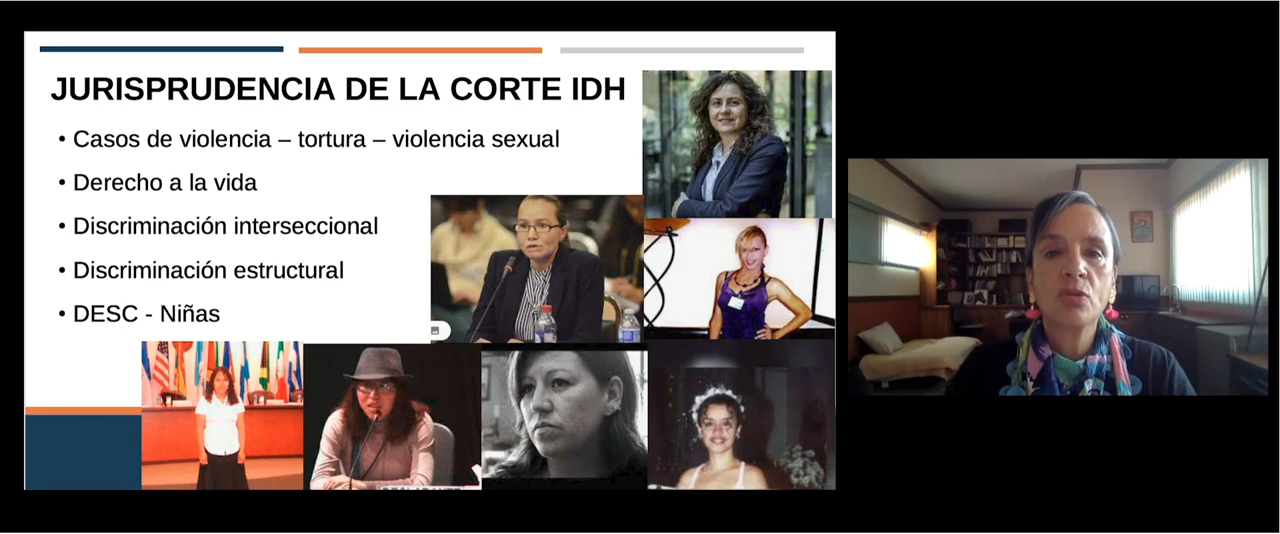 JURISPRUDENCIA DE LA CORTE IDH
• Casos de violencia – tortura – violencia sexual
• Derecho a la vida
• Discriminación interseccional
• Discriminación estructural
• DESC - Niñas